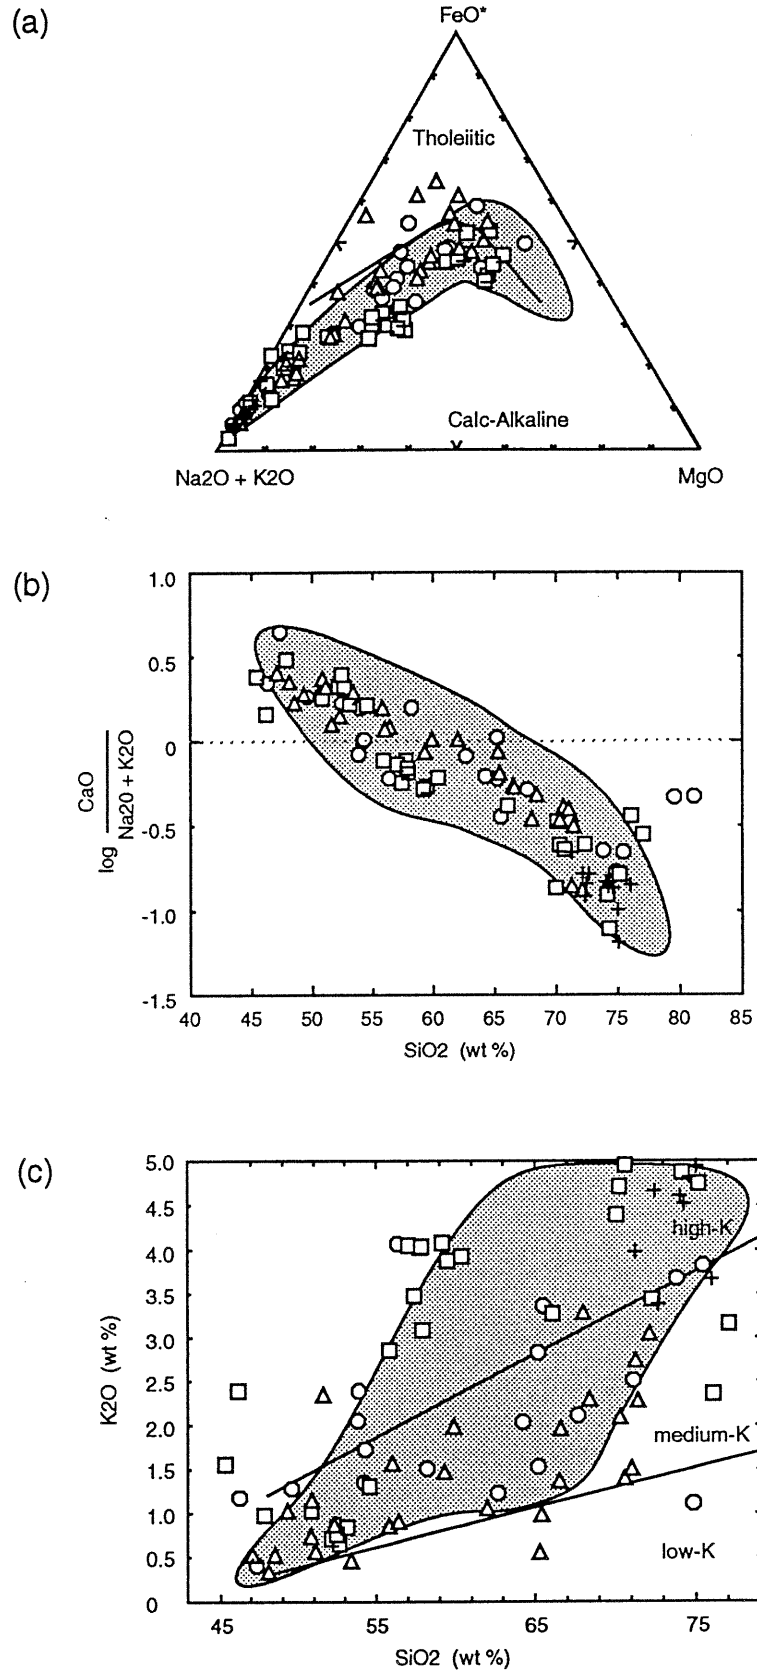 (a)
FeO*
Tholeiitic
Calc-Alkaline
Na2O + K2O
MgO
(b)
1.0
0.5
0
-0.5
-1.0
-1.5
log CaO
Na20 + K2O
40 45 50 55 60 65 70 75 80 85
SiO2 (wt %)
(c)
5.0
4.5
4.0
3.5
3.0
2.5
2.0
1.5
1.0
0.5
0
K2O (wt %)
high-K
medium-K
low-K
45 55 65 75
SiO2 (wt %)